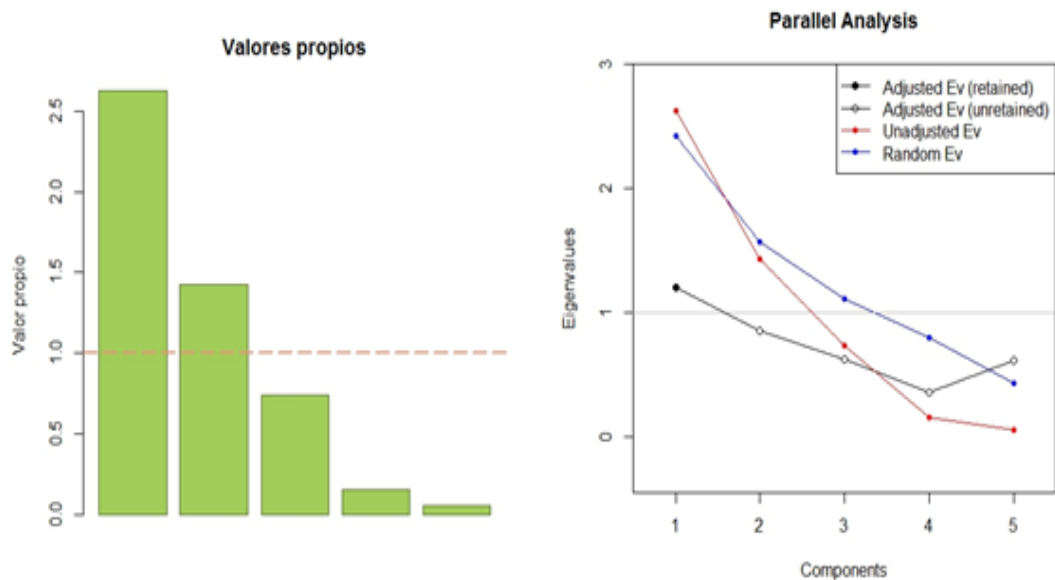 Valores propios
Valor propio
2.5
2.0
1.5
1.0
0.5
0.0
Parallel Analysis
Adjusted Ev (retained)
Adjusted Ev (unretained)
Unadjusted Ev
Random Ev
Eigenvalues
3
2
1
0
1 2 3 4 5
Components